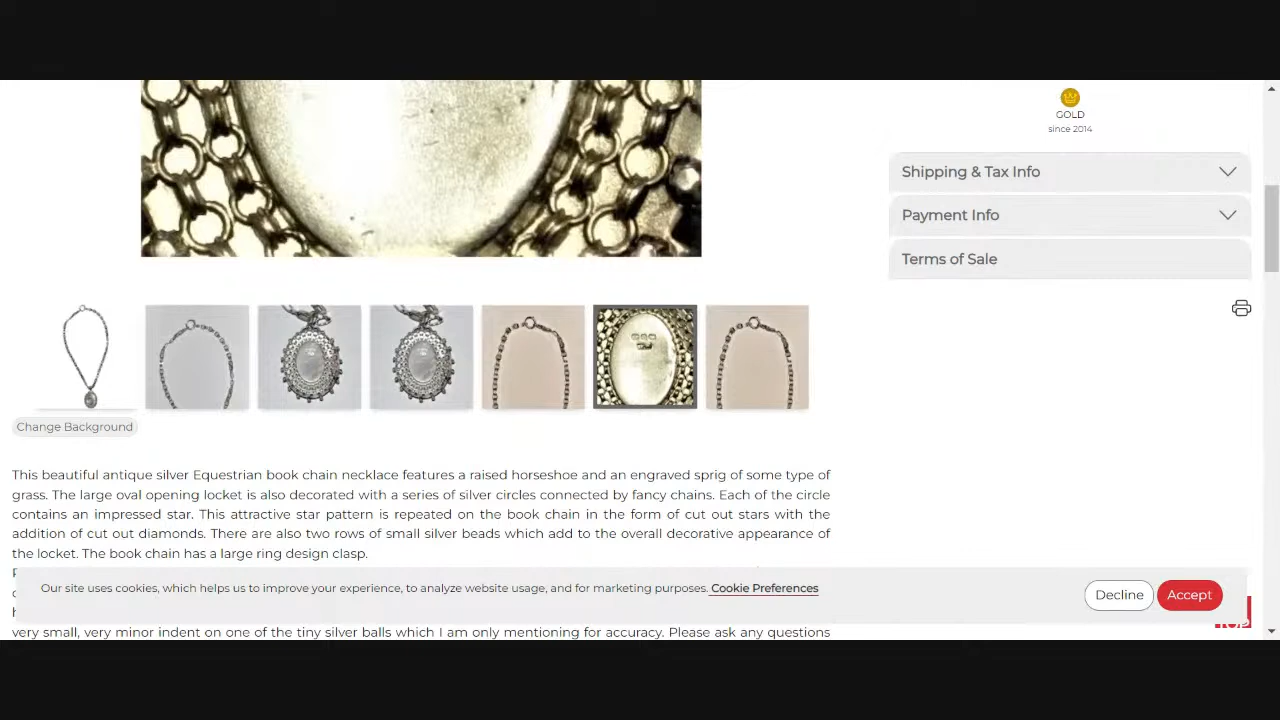 GOLD
since 2014
Shipping & Tax Info
Payment Info
Terms of Sale
Change Background
This beautiful antique silver Equestrian book chain necklace features a raised horseshoe and an engraved sprig of some type of
grass. The large oval opening locket is also decorated with a series of silver circles connected by fancy chains. Each of the circle
contains an impressed star. This attractive star pattern is repeated on the book chain in the form of cut out stars with the
addition of cut out diamonds. There are also two rows of small silver beads which add to the overall decorative appearance of
the locket. The book chain has a large ring design clasp.
Our site uses cookies, which helps us to improve your experience, to analyze website usage, and for marketing purposes. Cookie Preferences
Decline
Accept
very small, very minor indent on one of the tiny silver balls which I am only mentioning for accuracy. Please ask any questions